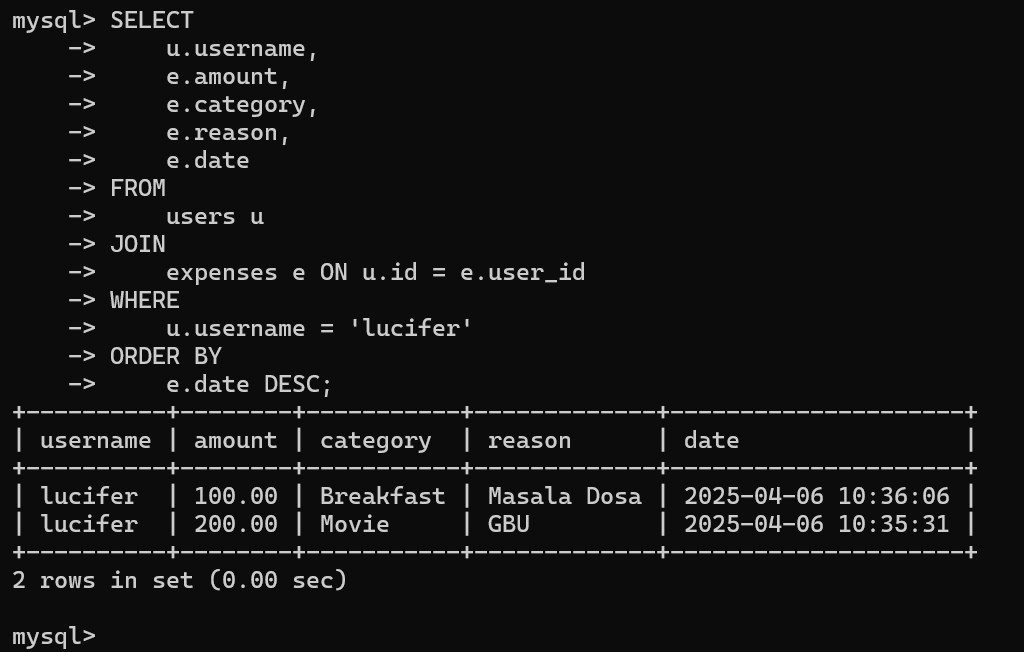 mysql> SELECT
    ->     u.username,
    ->     e.amount,
    ->     e.category,
    ->     e.reason,
    ->     e.date
    -> FROM
    ->     users u
    -> JOIN
    ->     expenses e ON u.id = e.user_id
    -> WHERE
    ->     u.username = 'lucifer'
    -> ORDER BY
    ->     e.date DESC;
+----------+--------+-----------+-------------+---------------------+
| username | amount | category  | reason      | date                |
+----------+--------+-----------+-------------+---------------------+
| lucifer  | 100.00 | Breakfast | Masala Dosa | 2025-04-06 10:36:06 |
| lucifer  | 200.00 | Movie     | GBU         | 2025-04-06 10:35:31 |
+----------+--------+-----------+-------------+---------------------+
2 rows in set (0.00 sec)

mysql>